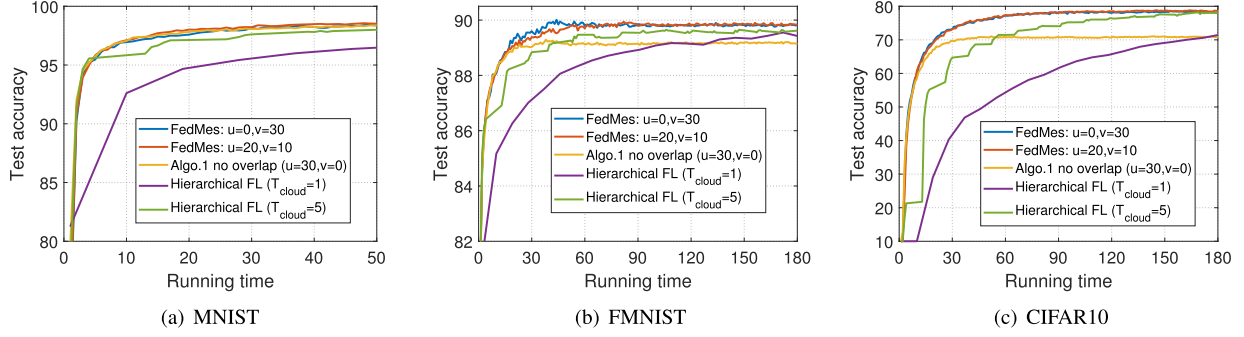 100
95
90
85
80
Test accuracy
FedMes: u=0,v=30
FedMes: u=20,v=10
Algo.1 no overlap (u=30,v=0)
Hierarchical FL (T_cloud=1)
Hierarchical FL (T_cloud=5)
0 10 20 30 40 50
Running time
(a) MNIST
90
88
86
84
82
Test accuracy
FedMes: u=0,v=30
FedMes: u=20,v=10
Algo.1 no overlap (u=30,v=0)
Hierarchical FL (T_cloud=1)
Hierarchical FL (T_cloud=5)
0 30 60 90 120 150 180
Running time
(b) FMNIST
80
70
60
50
40
30
20
10
Test accuracy
FedMes: u=0,v=30
FedMes: u=20,v=10
Algo.1 no overlap (u=30,v=0)
Hierarchical FL (T_cloud=1)
Hierarchical FL (T_cloud=5)
0 30 60 90 120 150 180
Running time
(c) CIFAR10